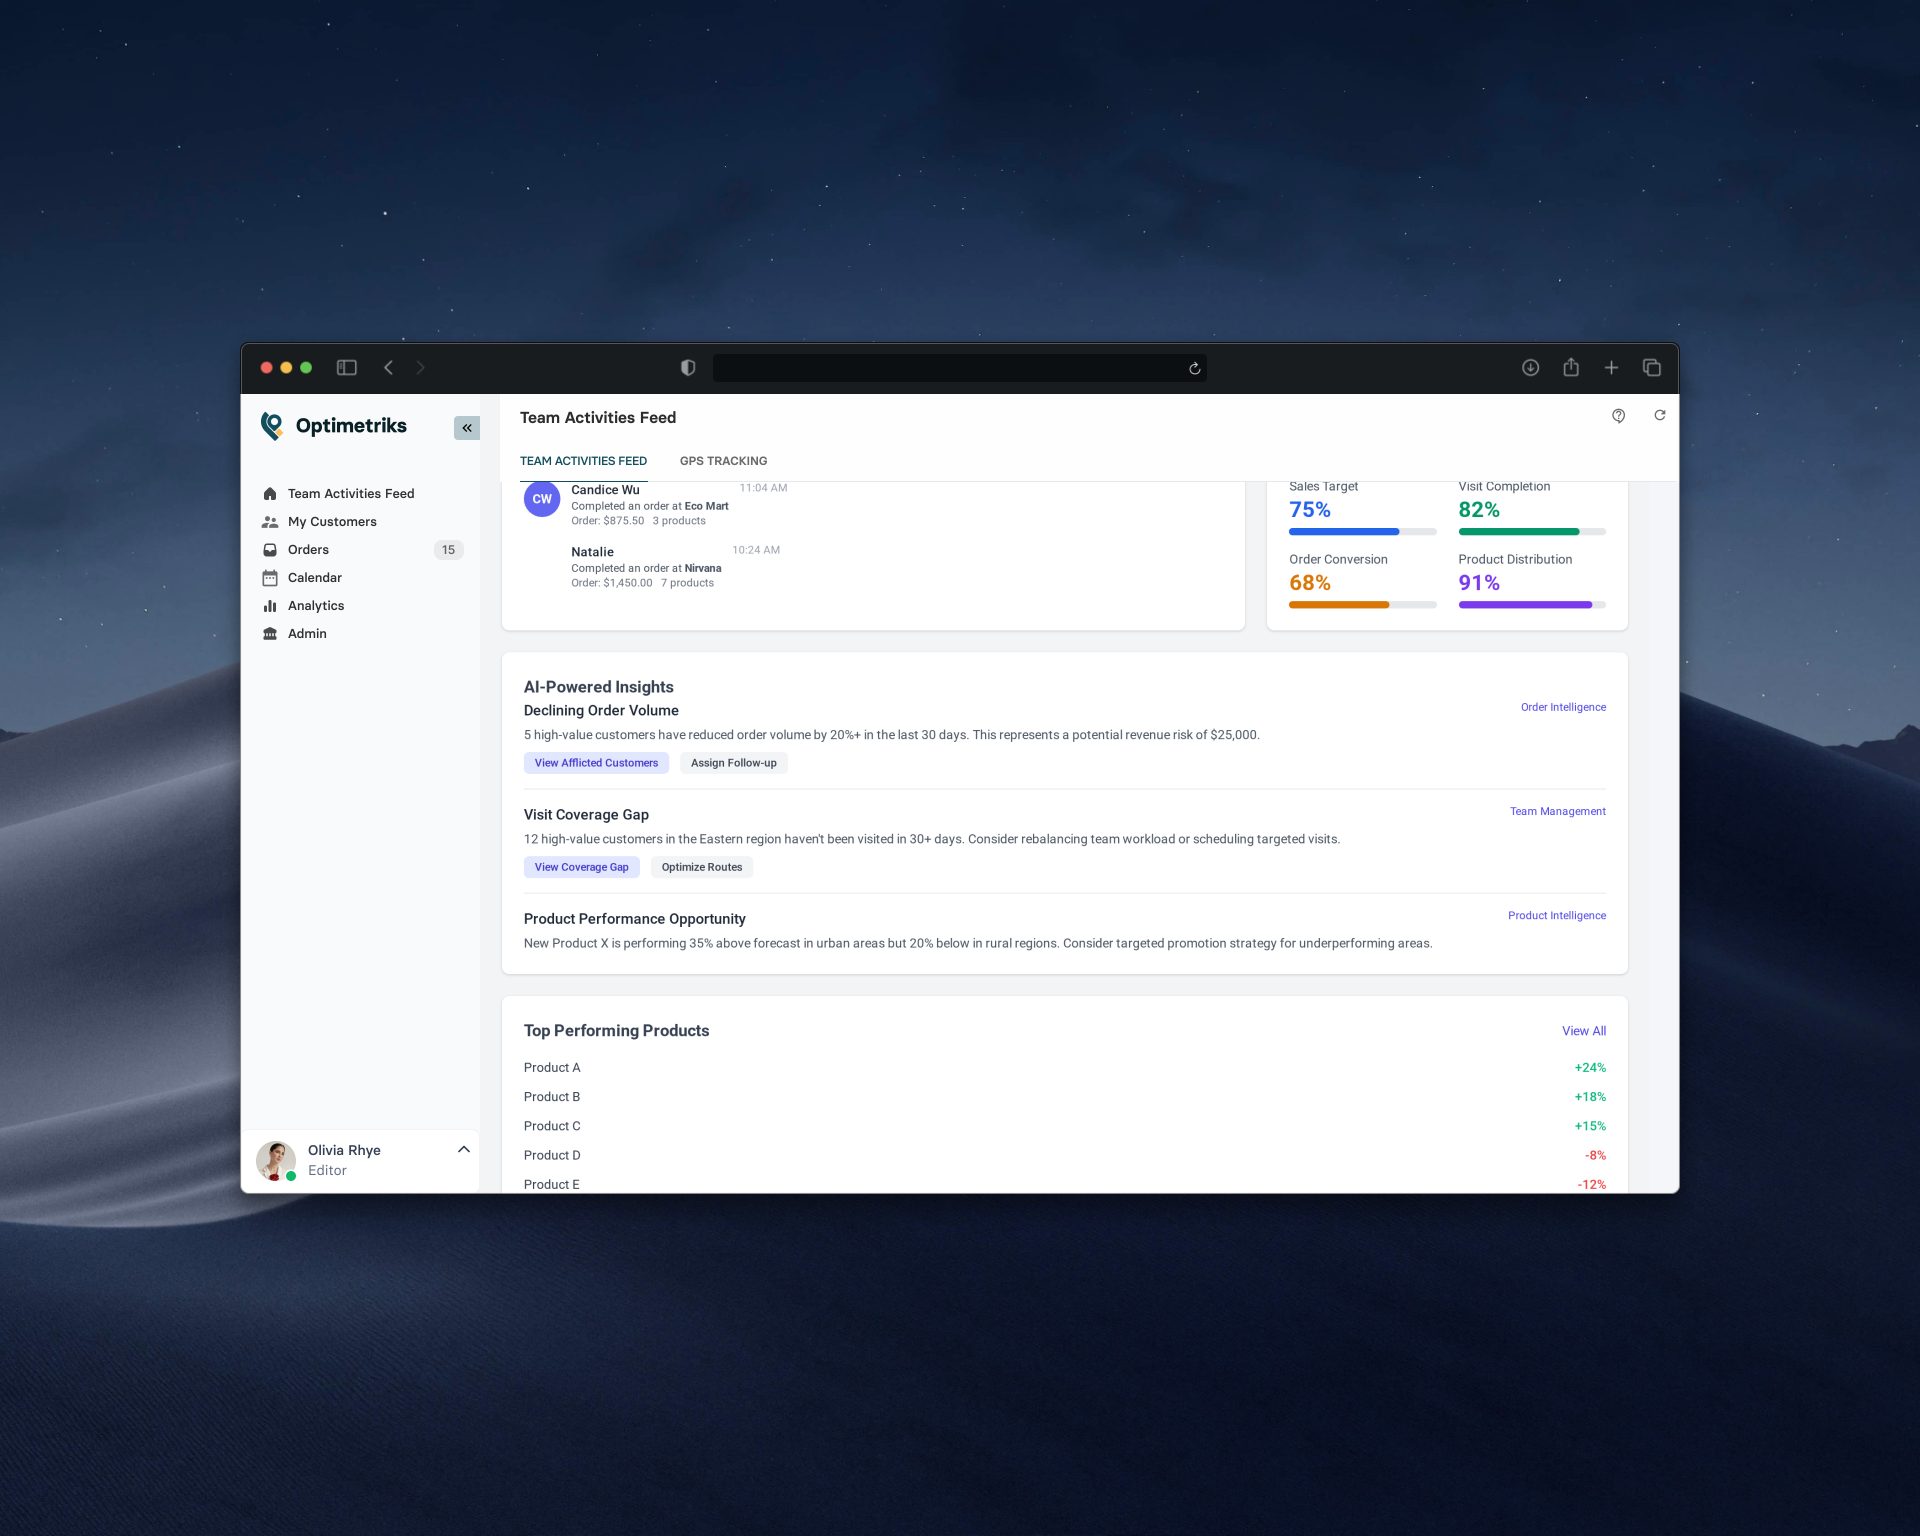 Optimetriks
Team Activities Feed
My Customers
Orders 15
Calendar
Analytics
Admin
Olivia Rhye
Editor
Team Activities Feed
TEAM ACTIVITIES FEED GPS TRACKING
CW
Candice Wu 11:04 AM
Completed an order at Eco Mart
Order: $875.50 3 products
Natalie 10:24 AM
Completed an order at Nirvana
Order: $1,450.00 7 products
Sales Target
75%
Visit Completion
82%
Order Conversion
68%
Product Distribution
91%
AI-Powered Insights
Declining Order Volume
Order Intelligence
5 high-value customers have reduced order volume by 20%+ in the last 30 days. This represents a potential revenue risk of $25,000.
View Afflicted Customers Assign Follow-up
Visit Coverage Gap
Team Management
12 high-value customers in the Eastern region haven't been visited in 30+ days. Consider rebalancing team workload or scheduling targeted visits.
View Coverage Gap Optimize Routes
Product Performance Opportunity
Product Intelligence
New Product X is performing 35% above forecast in urban areas but 20% below in rural regions. Consider targeted promotion strategy for underperforming areas.
Top Performing Products View All
Product A +24%
Product B +18%
Product C +15%
Product D -8%
Product E -12%